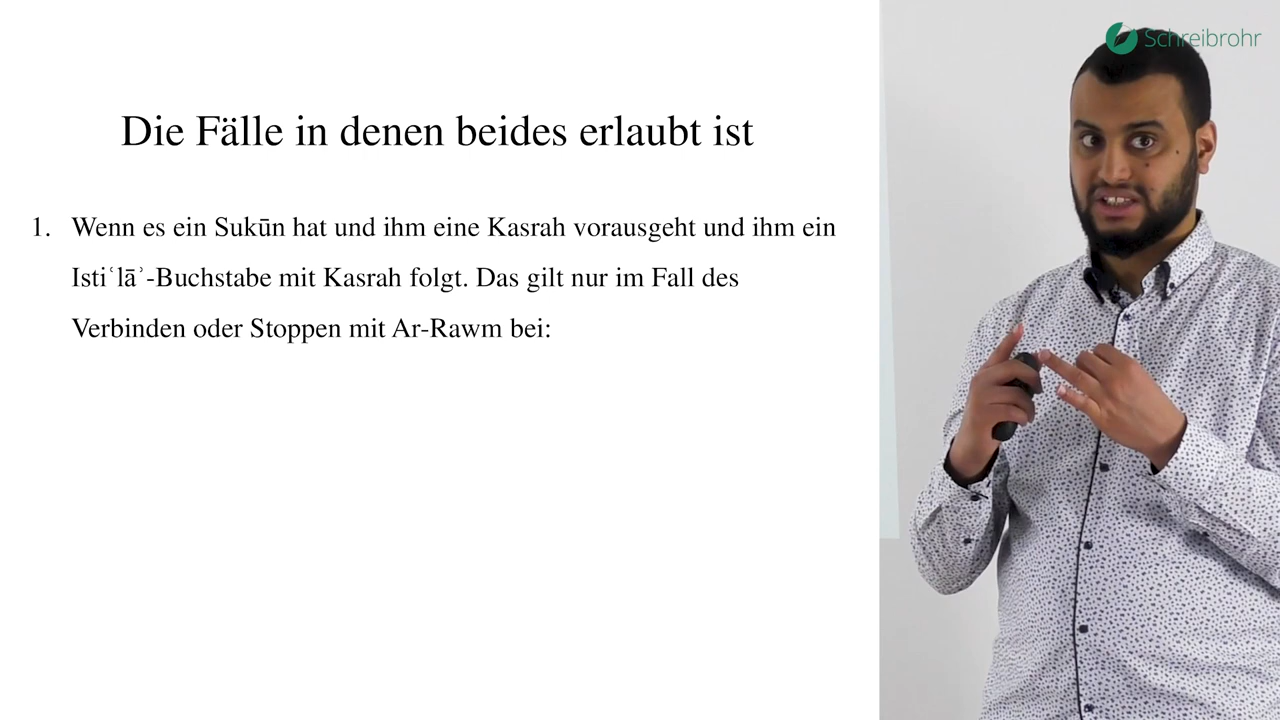 Schreibrohr
Die Fälle in denen beides erlaubt ist
1. Wenn es ein Sukūn hat und ihm eine Kasrah vorausgeht und ihm ein
Istiʿlāʾ-Buchstabe mit Kasrah folgt. Das gilt nur im Fall des
Verbinden oder Stoppen mit Ar-Rawm bei: